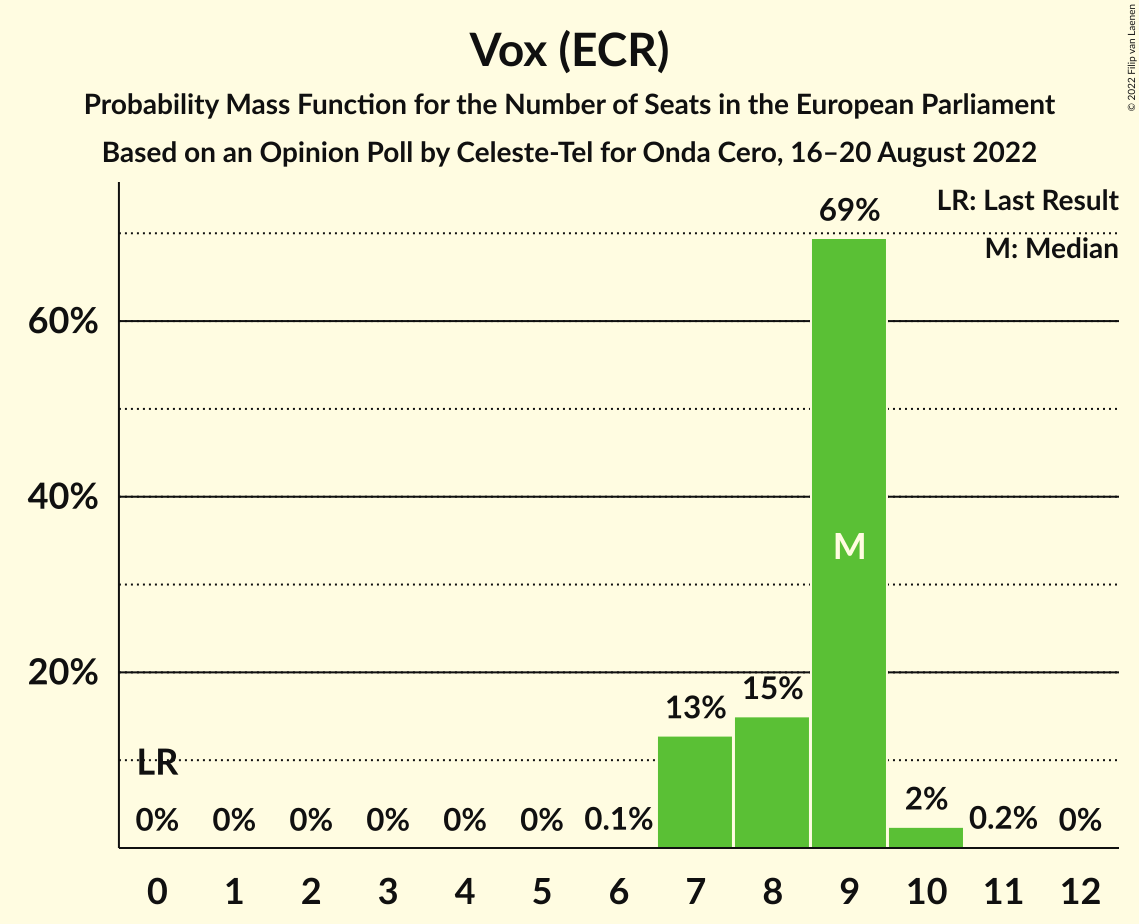 Vox (ECR)
Probability Mass Function for the Number of Seats in the European Parliament
Based on an Opinion Poll by Celeste-Tel for Onda Cero, 16–20 August 2022
© 2022 Filip van Laenen
LR: Last Result
M: Median
69%
60%
40%
M
20%
15%
13%
LR
2%
0% 0% 0% 0% 0% 0% 0.1% 0.2% 0%
0 1 2 3 4 5 6 7 8 9 10 11 12